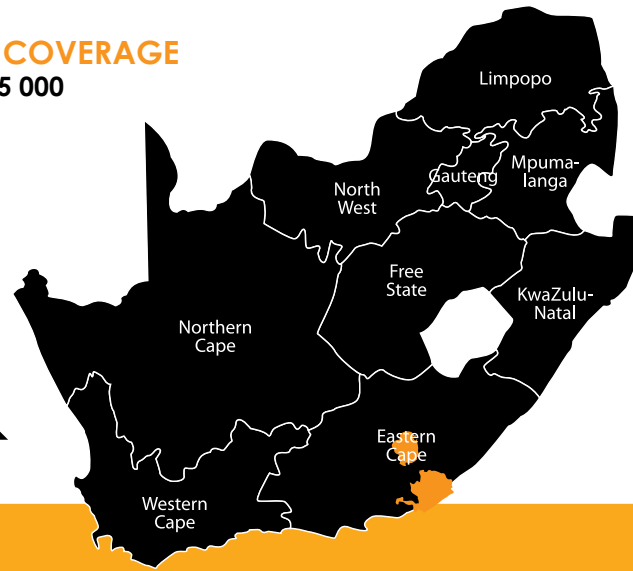 COVERAGE
5 000
Limpopo
Mpuma-
langa
Gauteng
North
West
Free
State
KwaZulu-
Natal
Northern
Cape
Eastern
Cape
Western
Cape